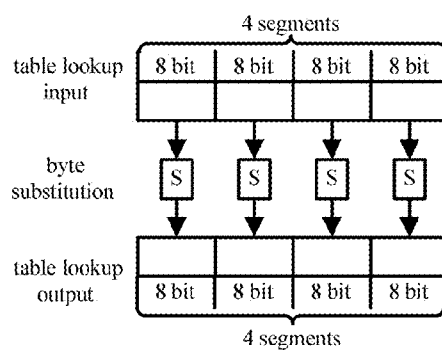 4 segments
table lookup
input
8 bit 8 bit 8 bit 8 bit
byte
substitution
S S S S
table lookup
output
8 bit 8 bit 8 bit 8 bit
4 segments